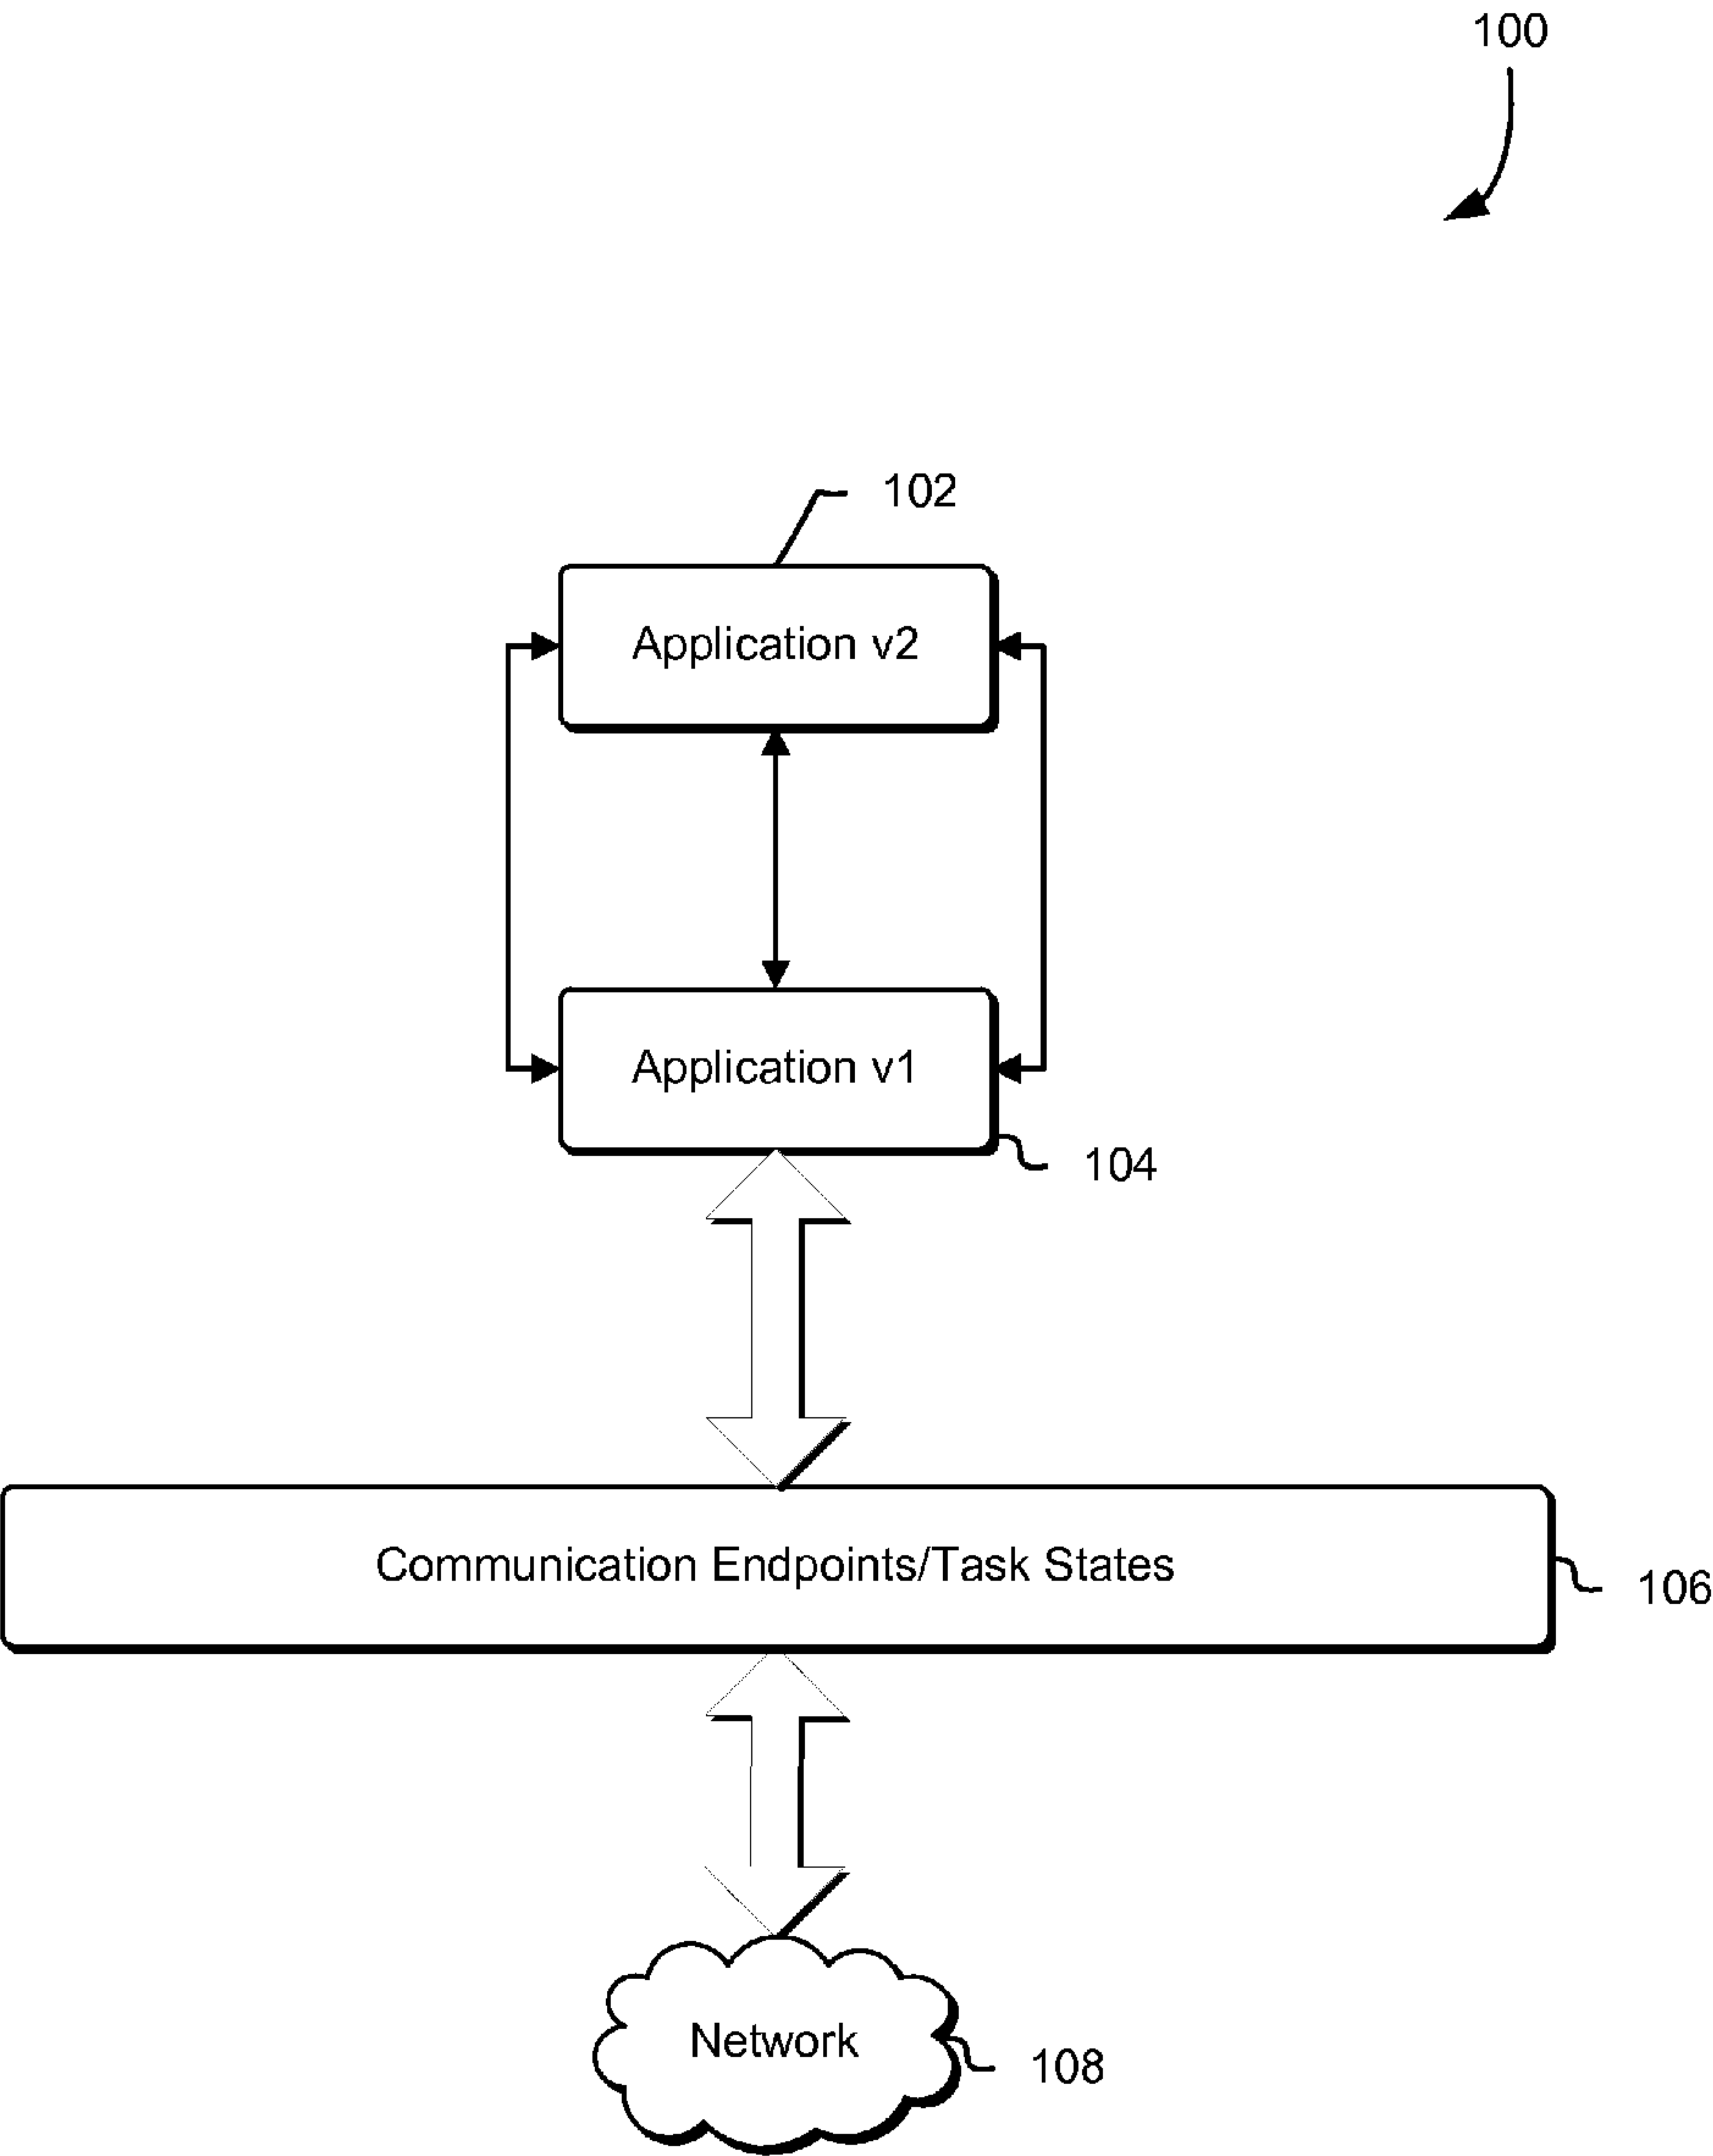 100
102
Application v2
Application v1
104
Communication Endpoints/Task States
106
Network
108